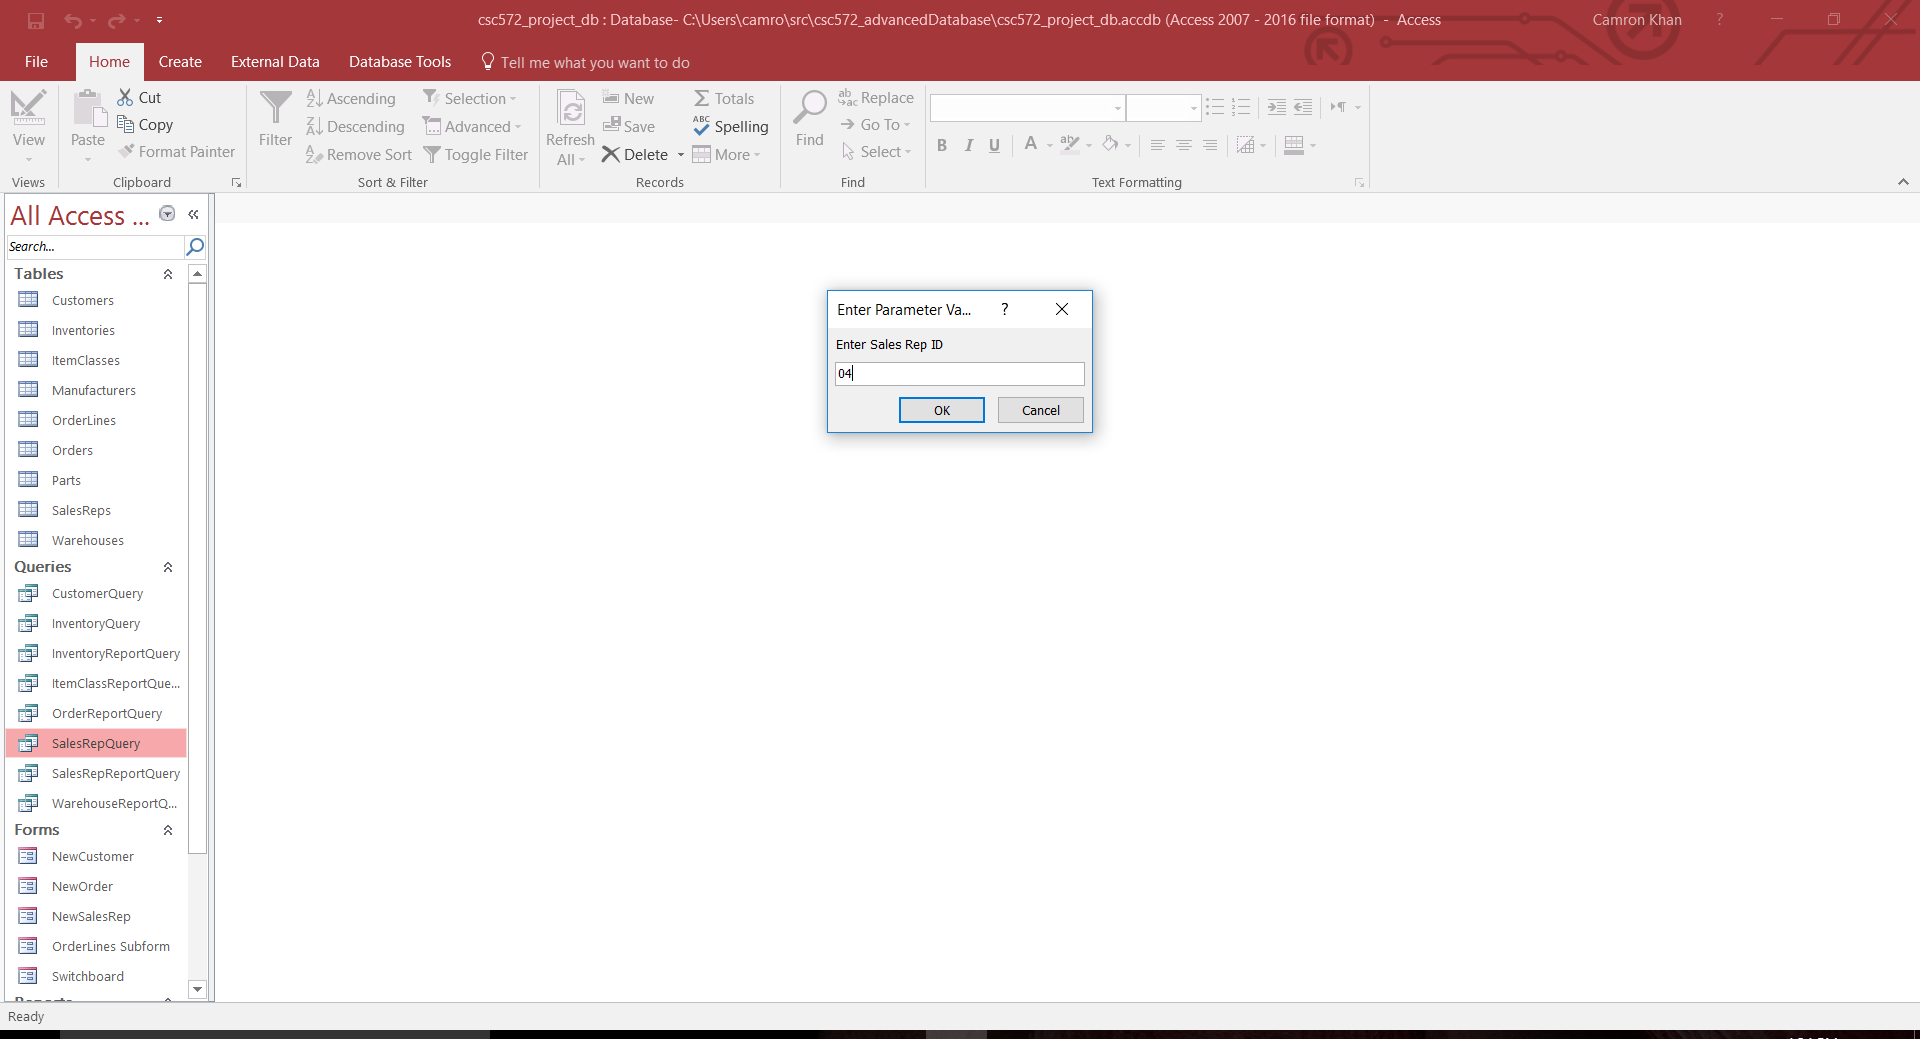 csc572_project_db : Database- C:\Users\camro\src\csc572_advancedDatabase\csc572_project_db.accdb (Access 2007 - 2016 file format) - Access
Camron Khan
?
File
Home
Create
External Data
Database Tools
Tell me what you want to do
View
Views
Paste
Cut
Copy
Format Painter
Clipboard
Filter
Ascending
Descending
Remove Sort
Selection
Advanced
Toggle Filter
Sort & Filter
Refresh
All
New
Save
Delete
Totals
Spelling
More
Records
Find
Replace
Go To
Select
Find
B I U A
Text Formatting
All Access ...
Search...
Tables
Customers
Inventories
ItemClasses
Manufacturers
OrderLines
Orders
Parts
SalesReps
Warehouses
Queries
CustomerQuery
InventoryQuery
InventoryReportQuery
ItemClassReportQue...
OrderReportQuery
SalesRepQuery
SalesRepReportQuery
WarehouseReportQ...
Forms
NewCustomer
NewOrder
NewSalesRep
OrderLines Subform
Switchboard
Reports
Enter Parameter Va...
?
Enter Sales Rep ID
04
OK
Cancel
Ready